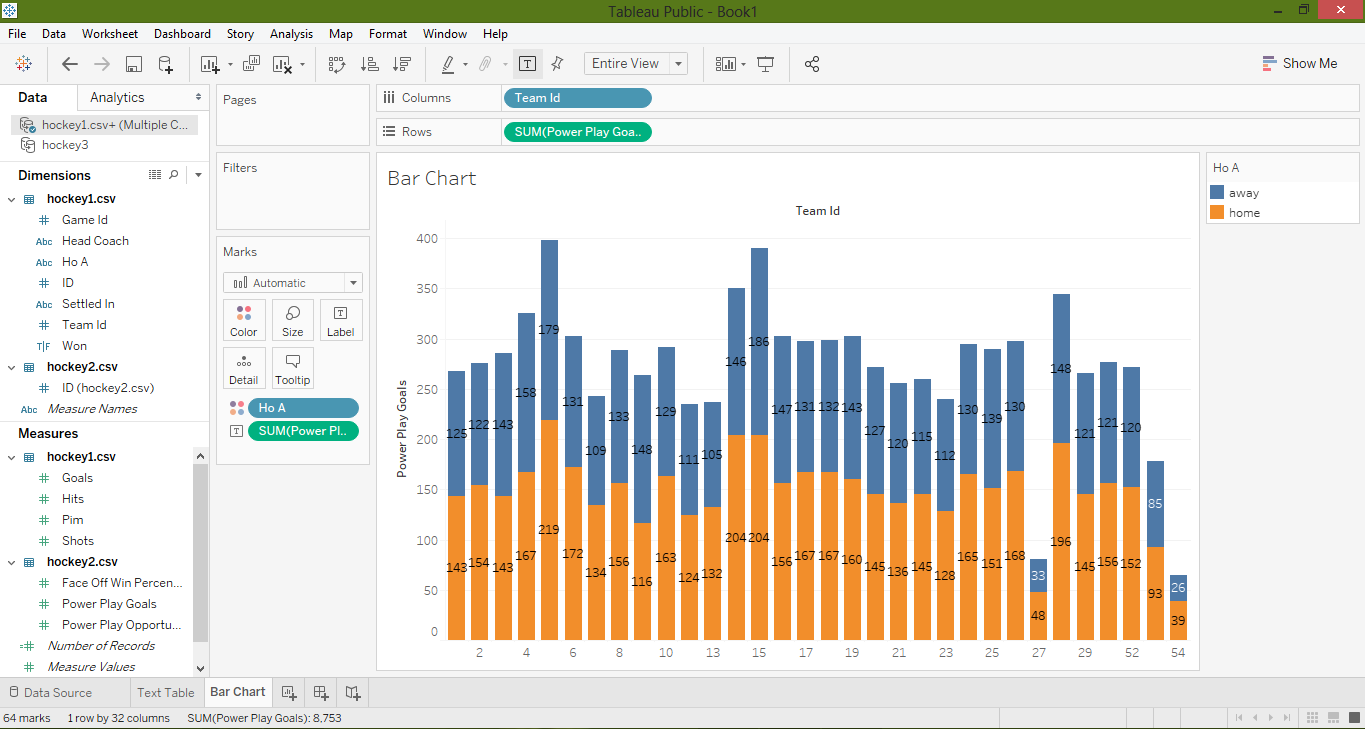 Tableau Public - Book1
File Data Worksheet Dashboard Story Analysis Map Format Window Help
T Entire View Show Me
Data Analytics
hockey1.csv+ (Multiple C...
hockey3
Dimensions
hockey1.csv
# Game Id
Abc Head Coach
Abc Ho A
# ID
Abc Settled In
# Team Id
T|F Won
hockey2.csv
# ID (hockey2.csv)
Abc Measure Names
Measures
hockey1.csv
# Goals
# Hits
# Pim
# Shots
hockey2.csv
# Face Off Win Percen...
# Power Play Goals
# Power Play Opportu...
=# Number of Records
# Measure Values
Pages
Filters
Marks
Automatic
Color Size T Label
Detail Tooltip
Ho A
T SUM(Power Pl..
Columns Team Id
Rows SUM(Power Play Goa..
Bar Chart
Team Id
Power Play Goals
400
350
300
250
200
150
100
50
0
125 122 143 158 179 131 109 133 148 129 111 105 146 186 147 131 132 143 127 120 115 112 130 139 130 33 148 121 121 120 85 26
143 154 143 167 219 172 134 156 116 163 124 132 204 204 156 167 167 160 145 136 145 128 165 151 168 48 196 145 156 152 93 39
2 4 6 8 10 13 15 17 19 21 23 25 27 29 52 54
Ho A
away
home
Data Source Text Table Bar Chart
64 marks 1 row by 32 columns SUM(Power Play Goals): 8,753